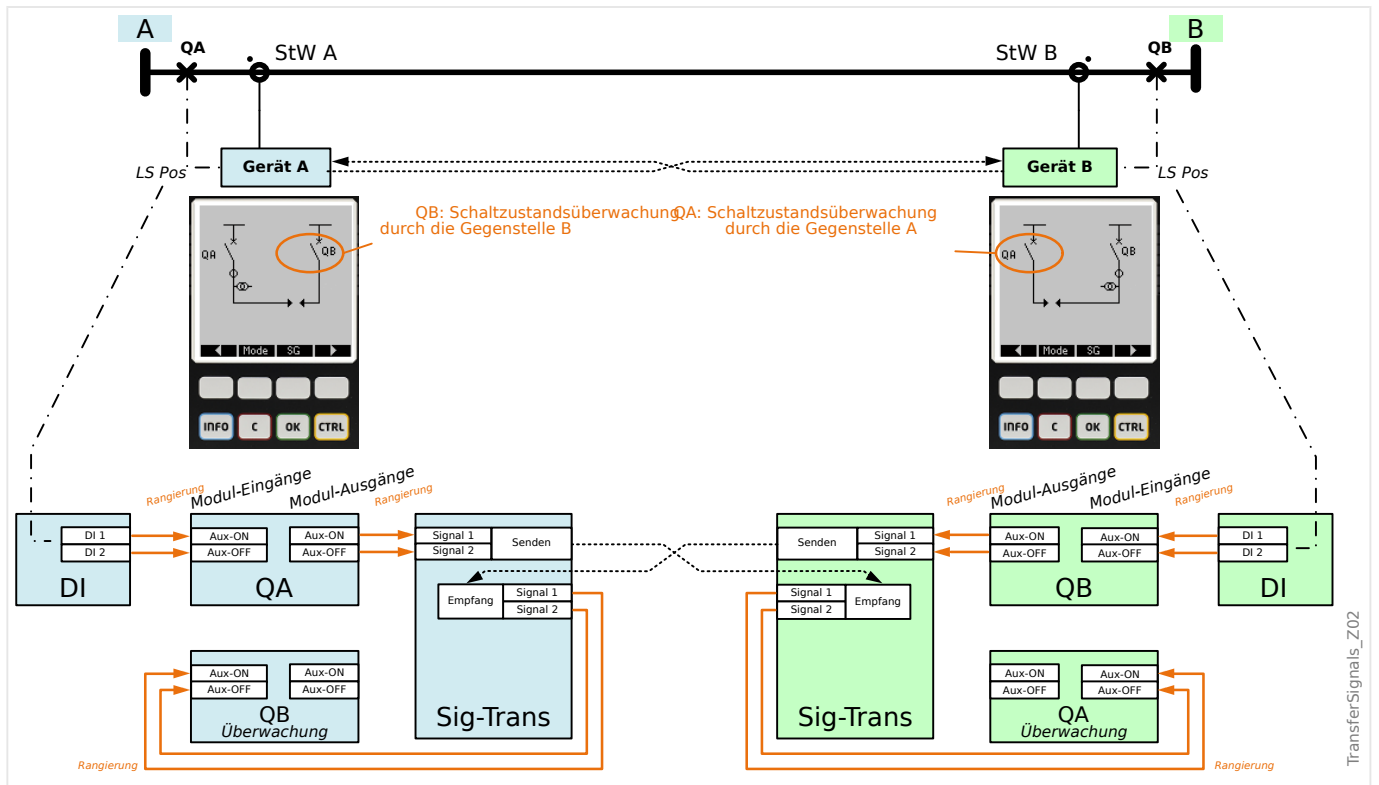 A
B
QA
StW A
StW B
QB
LS Pos
Gerät A
Gerät B
LS Pos
QB: Schaltzustandsüberwachung
durch die Gegenstelle B
QA: Schaltzustandsüberwachung
durch die Gegenstelle A
QA
QB
Mode
SG
INFO
C
OK
CTRL
QA
QB
Mode
SG
INFO
C
OK
CTRL
Rangierung
Modul-Eingänge
Modul-Ausgänge
Rangierung
Rangierung
Modul-Ausgänge
Modul-Eingänge
Rangierung
DI 1
DI 2
DI
Aux-ON
Aux-OFF
Aux-ON
Aux-OFF
QA
Signal 1
Signal 2
Senden
Empfang
Signal 1
Signal 2
Sig-Trans
Senden
Signal 1
Signal 2
Signal 1
Signal 2
Empfang
Sig-Trans
Aux-ON
Aux-OFF
Aux-ON
Aux-OFF
QB
DI 1
DI 2
DI
Aux-ON
Aux-OFF
Aux-ON
Aux-OFF
QB
Überwachung
Rangierung
Aux-ON
Aux-OFF
Aux-ON
Aux-OFF
QA
Überwachung
Rangierung
TransferSignals_Z02